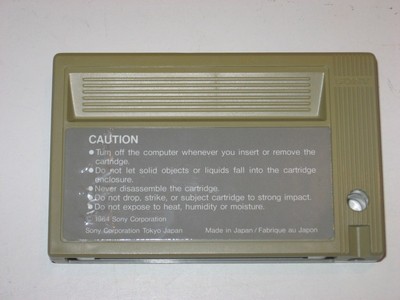 CAUTION
● Turn off the computer whenever you insert or remove the
cartridge.
● Do not let solid objects or liquids fall into the cartridge
enclosure.
● Never disassemble the cartridge.
● Do not drop, strike, or subject cartridge to strong impact.
● Do not expose to heat, humidity or moisture.
© 1984 Sony Corporation
Sony Corporation Tokyo Japan Made in Japan / Fabrique au Japon